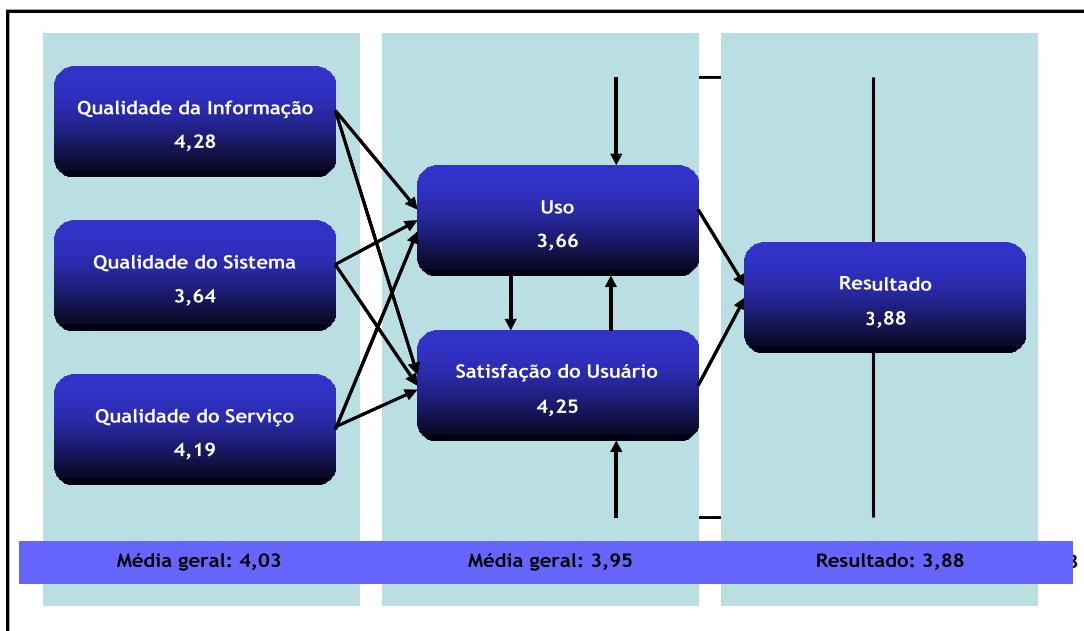 Qualidade da Informação
4,28
Qualidade do Sistema
3,64
Qualidade do Serviço
4,19
Uso
3,66
Satisfação do Usuário
4,25
Resultado
3,88
Média geral: 4,03
Média geral: 3,95
Resultado: 3,88